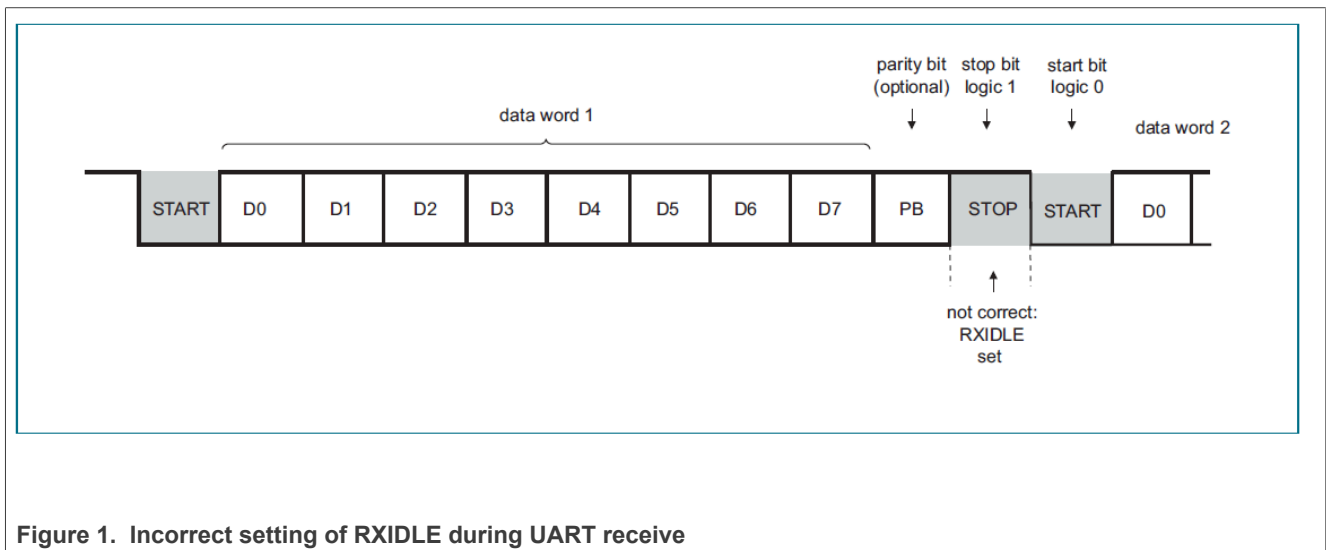 parity bit stop bit start bit
(optional) logic 1 logic 0
data word 1
data word 2
START D0 D1 D2 D3 D4 D5 D6 D7 PB STOP START D0
not correct:
RXIDLE
set
Figure 1. Incorrect setting of RXIDLE during UART receive